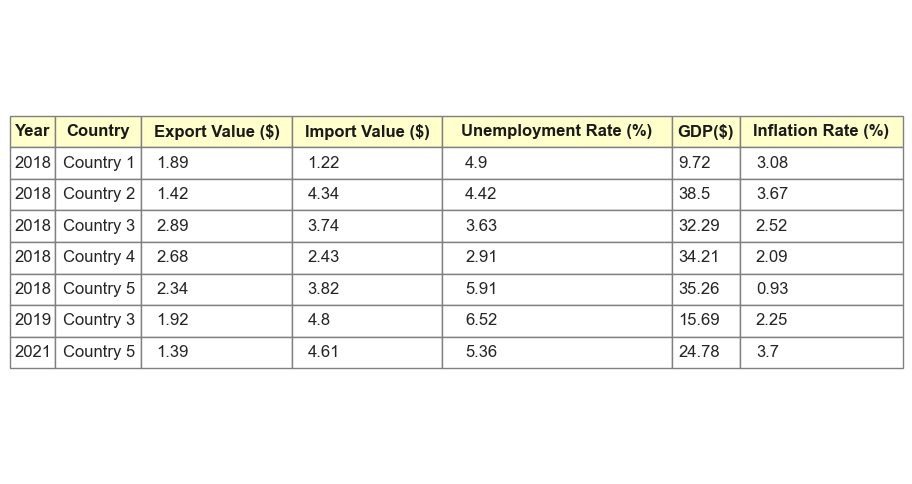 Year Country Export Value ($) Import Value ($) Unemployment Rate (%) GDP($) Inflation Rate (%)
2018 Country 1 1.89 1.22 4.9 9.72 3.08
2018 Country 2 1.42 4.34 4.42 38.5 3.67
2018 Country 3 2.89 3.74 3.63 32.29 2.52
2018 Country 4 2.68 2.43 2.91 34.21 2.09
2018 Country 5 2.34 3.82 5.91 35.26 0.93
2019 Country 3 1.92 4.8 6.52 15.69 2.25
2021 Country 5 1.39 4.61 5.36 24.78 3.7